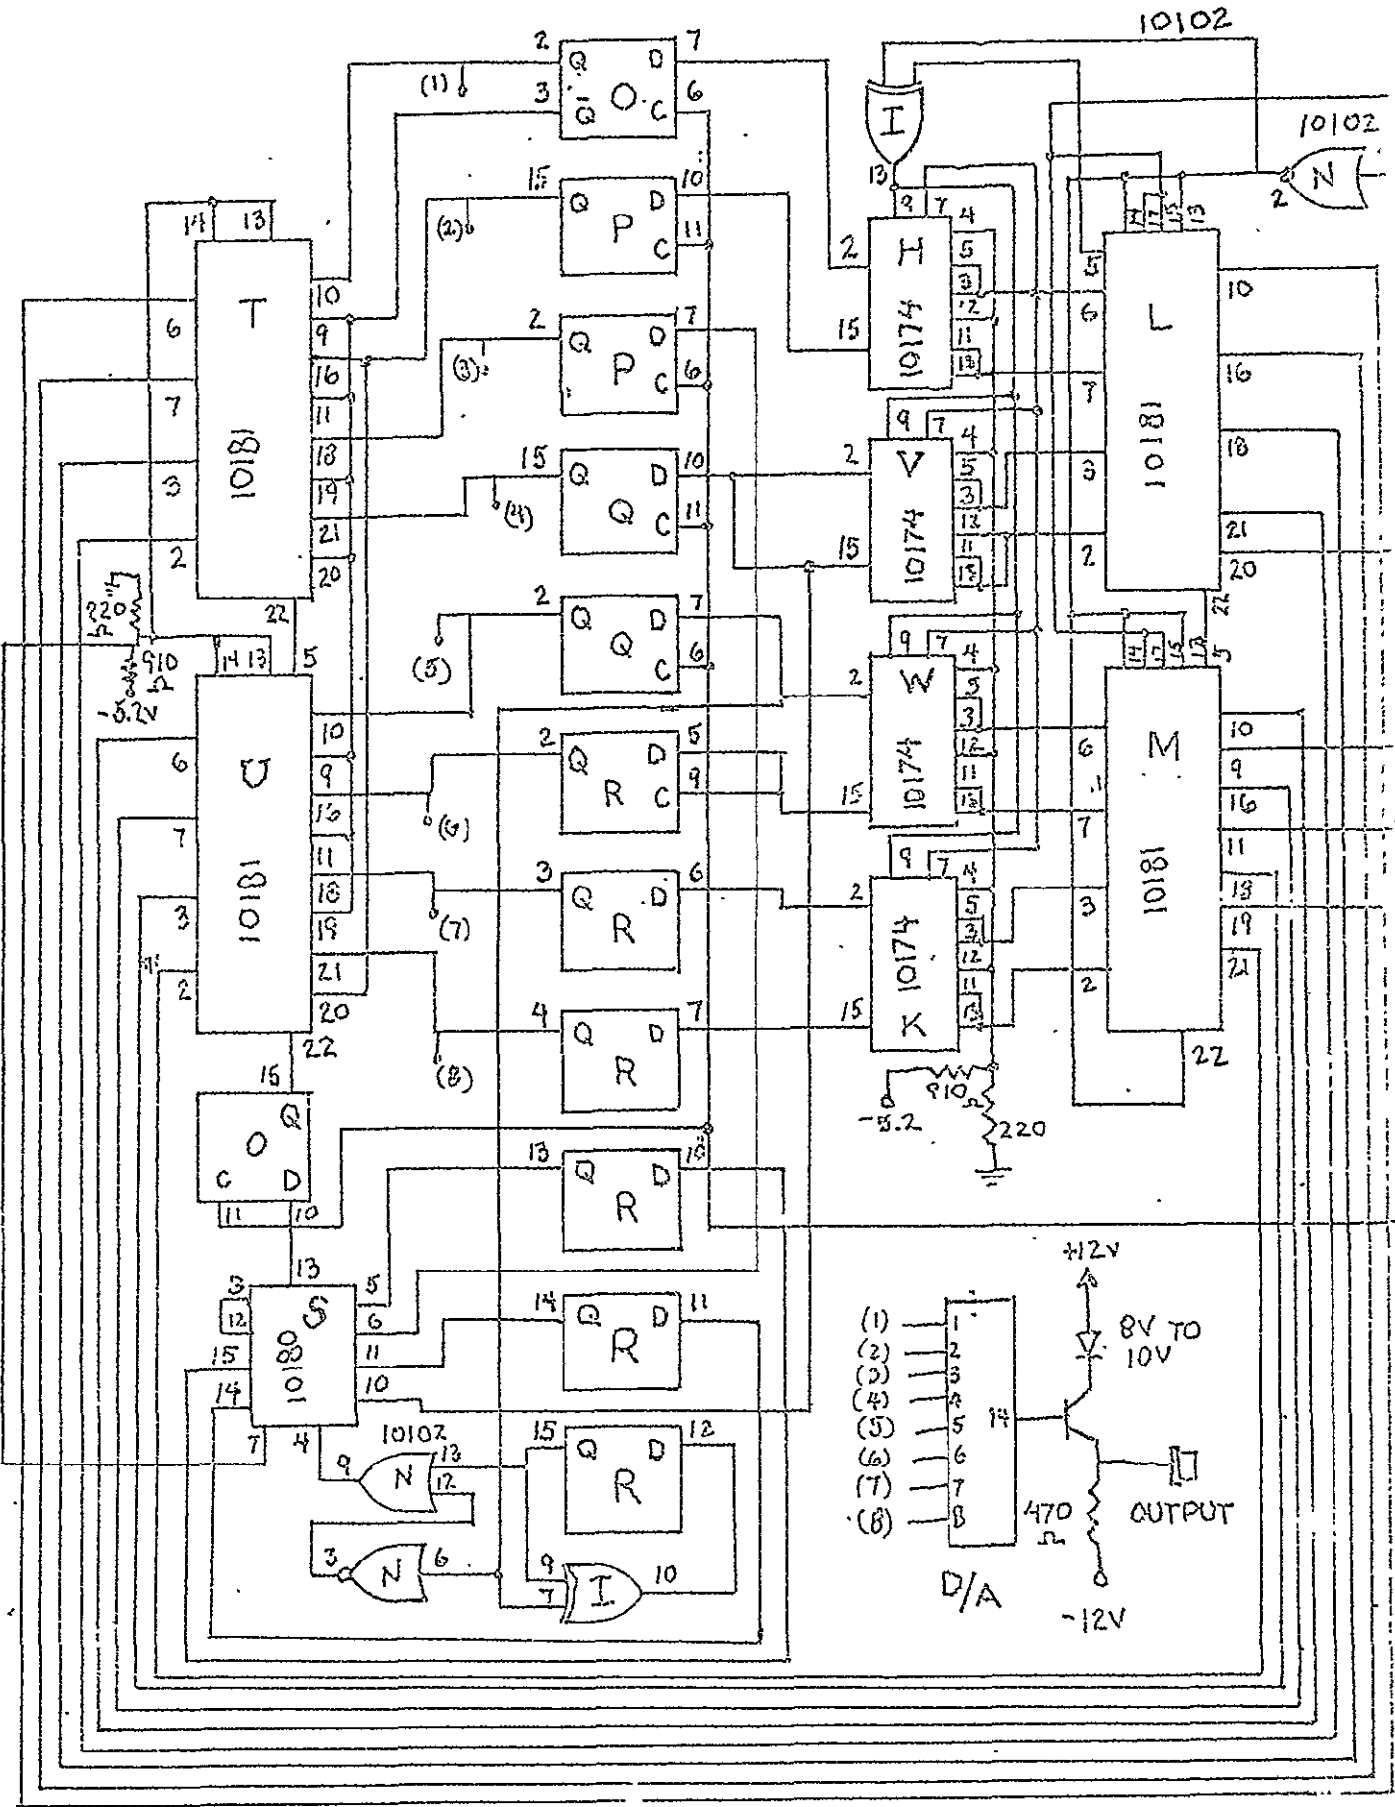 10102
2 Q D 7
(1)
3 Q̅ O C 6
I
13
10102
N
2
15 Q D 10
(2)
P
C 11
14 13
T
10181
6
7
3
2
10
9
16
11
18
19
21
20
22
2 Q D 7
(3)
P
C 6
15 Q D 10
(4)
Q
C 11
2 Q D 7
(5)
Q
C 6
9 7
H
10174
2
15
4
5
3
12
11
13
9 7
V
10174
2
15
4
5
3
12
11
13
5
6
7
3
2
L
10181
10
16
18
21
20
22
220
Ω
910
Ω
-5.2V
14 13 5
U
10181
6
7
3
2
10
9
16
11
18
19
21
20
22
2 Q D 5
(6)
R
C 9
3 Q D 6
(7)
R
4 Q D 7
(8)
R
9 7
W
10174
2
15
4
5
3
12
11
13
9 7
10174
K
2
15
4
5
3
12
11
13
14 17 15 13 5
M
10181
6
7
3
2
10
9
16
11
18
19
21
22
910
Ω
-5.2
220
15
Q
O
C D
11 10
13 Q D 10
R
13
S
10180
3
12
15
14
5
6
11
10
7 4
14 Q D 11
R
10102
9 N 13
12
15 Q D 12
R
3 N 6
9
7 I 10
+12V
8V TO
10V
(1) 1
(2) 2
(3) 3
(4) 4
(5) 5
(6) 6
(7) 7
(8) 8
14
470
Ω
OUTPUT
D/A
-12V